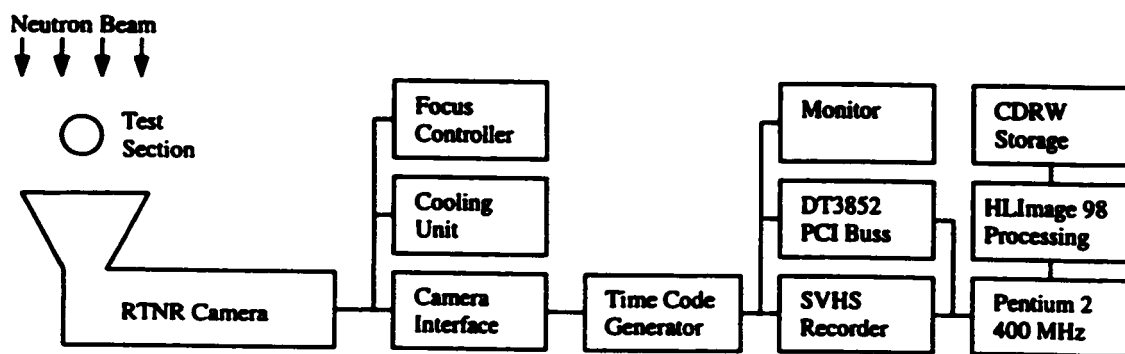 Neutron Beam
Test
Section
RTNR Camera
Focus
Controller
Cooling
Unit
Camera
Interface
Time Code
Generator
Monitor
DT3852
PCI Buss
SVHS
Recorder
CDRW
Storage
HLImage 98
Processing
Pentium 2
400 MHz